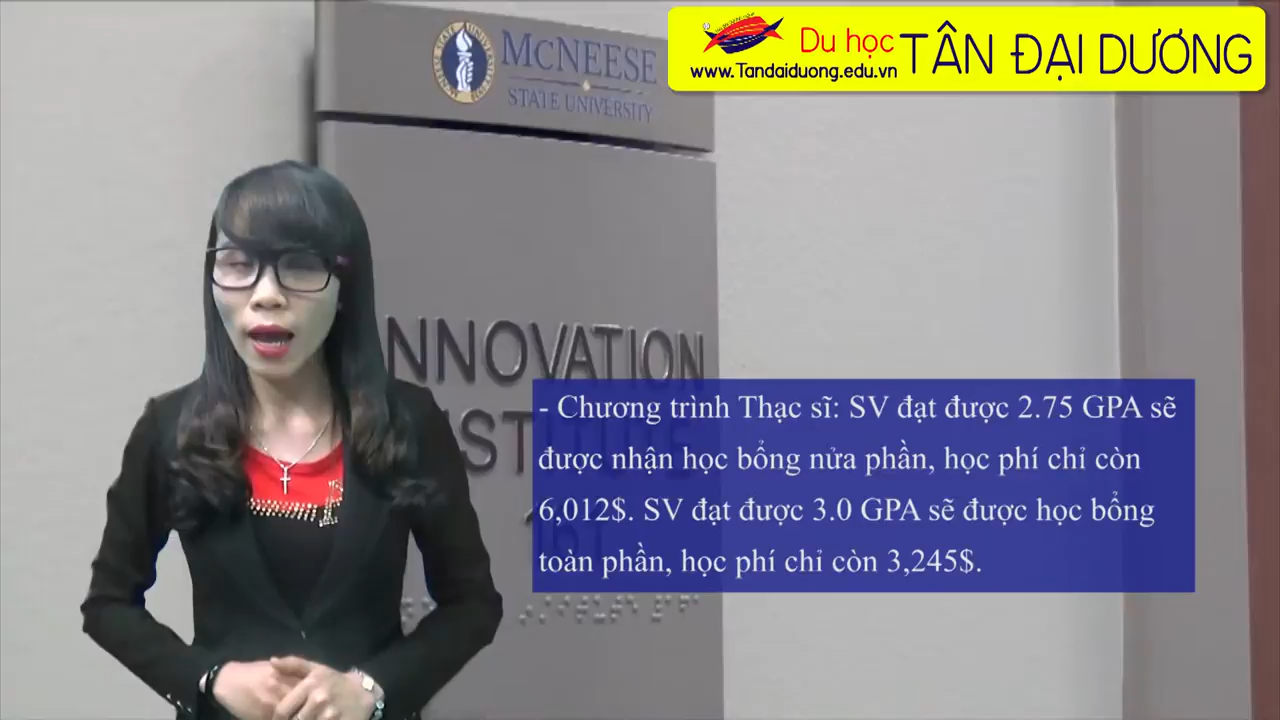 Du học TÂN ĐẠI DƯƠNG
www.Tandaiduong.edu.vn
MCNEESE
STATE UNIVERSITY
NNOVATION
- Chương trình Thạc sĩ: SV đạt được 2.75 GPA sẽ
được nhận học bổng nửa phần, học phí chỉ còn
6,012$. SV đạt được 3.0 GPA sẽ được học bổng
toàn phần, học phí chỉ còn 3,245$.